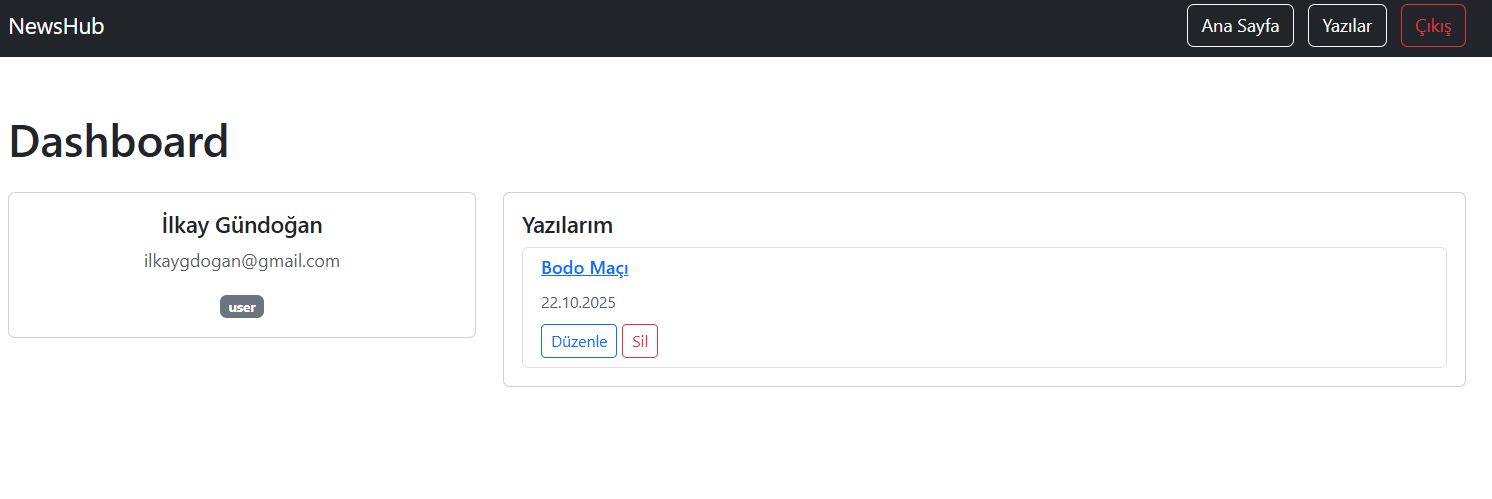 NewsHub
Ana Sayfa Yazılar Çıkış
Dashboard
İlkay Gündoğan
ilkaygdogan@gmail.com
user
Yazılarım
Bodo Maçı
22.10.2025
Düzenle Sil